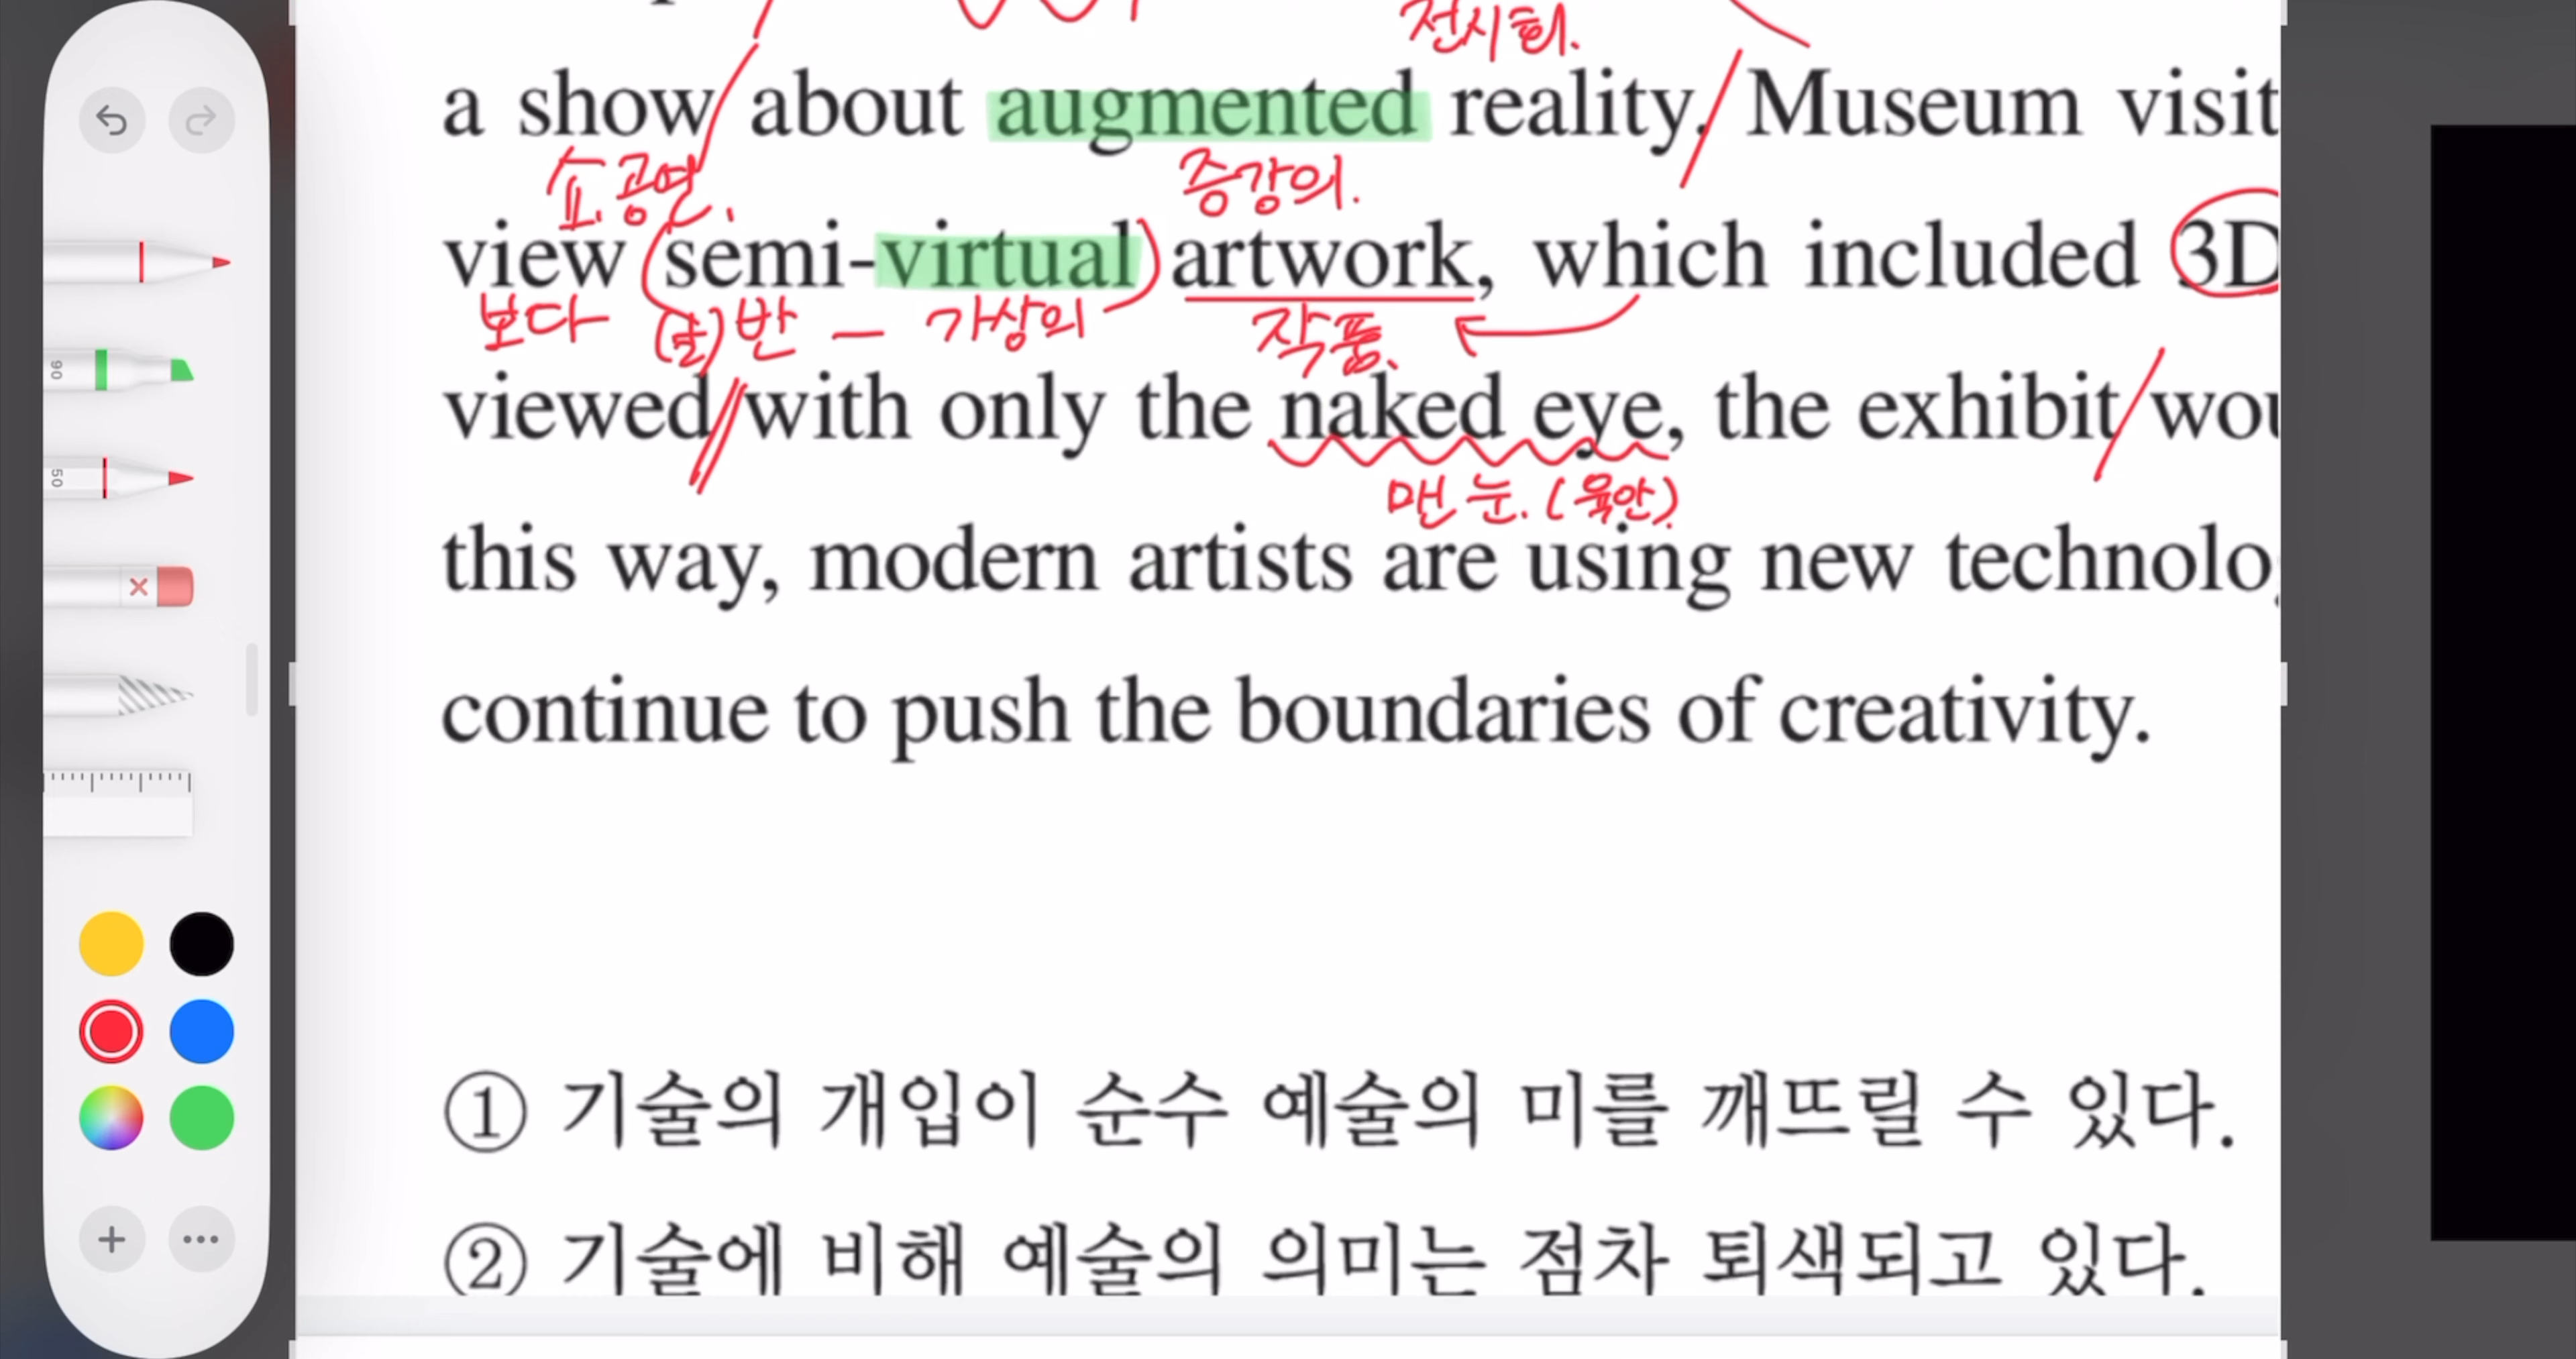 전시회.
a show about augmented reality. Museum visit
쇼. 공연. 증강의.
view semi-virtual artwork, which included 3D
보다 반 - 가상의 작품.
viewed with only the naked eye, the exhibit wou
맨 눈. (육안).
this way, modern artists are using new technolo
continue to push the boundaries of creativity.
① 기술의 개입이 순수 예술의 미를 깨뜨릴 수 있다.
② 기술에 비해 예술의 의미는 점차 퇴색되고 있다.
90
50